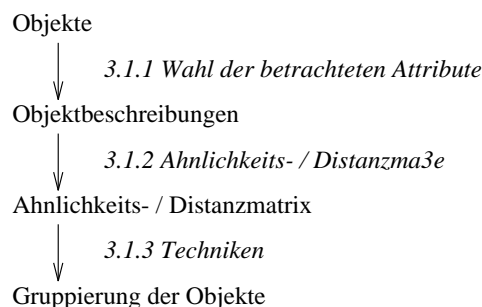 Objekte
3.1.1 Wahl der betrachteten Attribute
Objektbeschreibungen
3.1.2 Ahnlichkeits- / Distanzma3e
Ahnlichkeits- / Distanzmatrix
3.1.3 Techniken
Gruppierung der Objekte